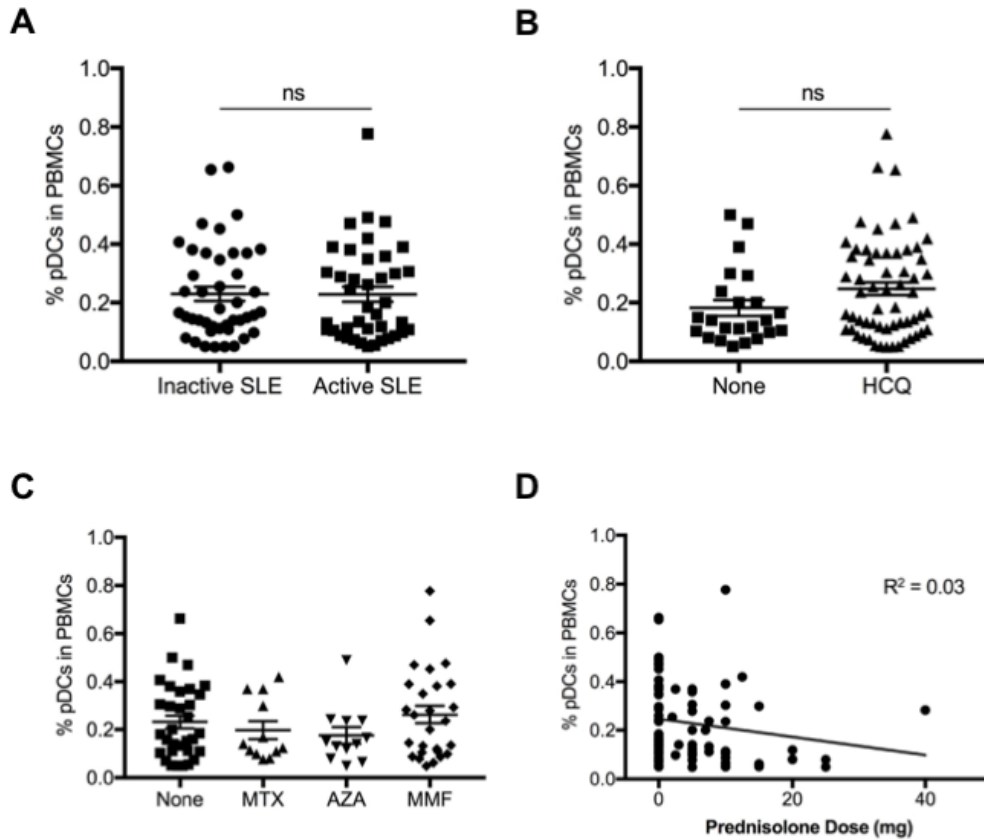 A
% pDCs in PBMCs
1.0
0.8
0.6
0.4
0.2
0.0
ns
Inactive SLE Active SLE
B
% pDCs in PBMCs
1.0
0.8
0.6
0.4
0.2
0.0
ns
None HCQ
C
% pDCs in PBMCs
1.0
0.8
0.6
0.4
0.2
0.0
None MTX AZA MMF
D
% pDCs in PBMCs
1.0
0.8
0.6
0.4
0.2
0.0
R² = 0.03
0 20 40
Prednisolone Dose (mg)